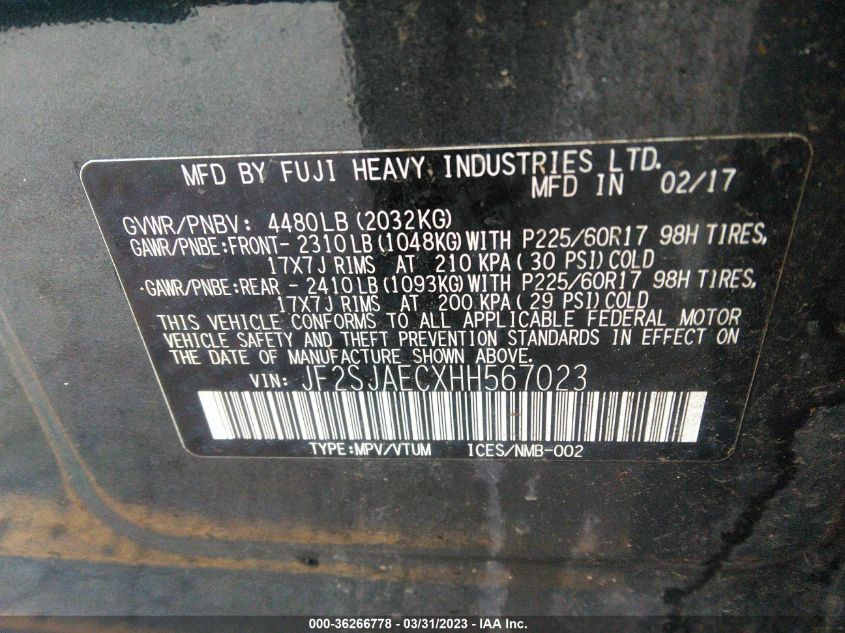 MFD BY FUJI HEAVY INDUSTRIES LTD.
MFD IN 02/17
GVWR/PNBV: 4480LB (2032KG)
GAWR/PNBE:FRONT- 2310LB (1048KG) WITH P225/60R17 98H TIRES,
17X7J RIMS AT 210 KPA ( 30 PSI) COLD
GAWR/PNBE:REAR - 2410LB (1093KG) WITH P225/60R17 98H TIRES,
17X7J RIMS AT 200 KPA ( 29 PSI) COLD
THIS VEHICLE CONFORMS TO ALL APPLICABLE FEDERAL MOTOR
VEHICLE SAFETY AND THEFT PREVENTION STANDARDS IN EFFECT ON
THE DATE OF MANUFACTURE SHOWN ABOVE.
VIN: JF2SJAECXHH567023
TYPE:MPV/VTUM ICES/NMB-002
000-36266778 - 03/31/2023 - © IAA, Inc.